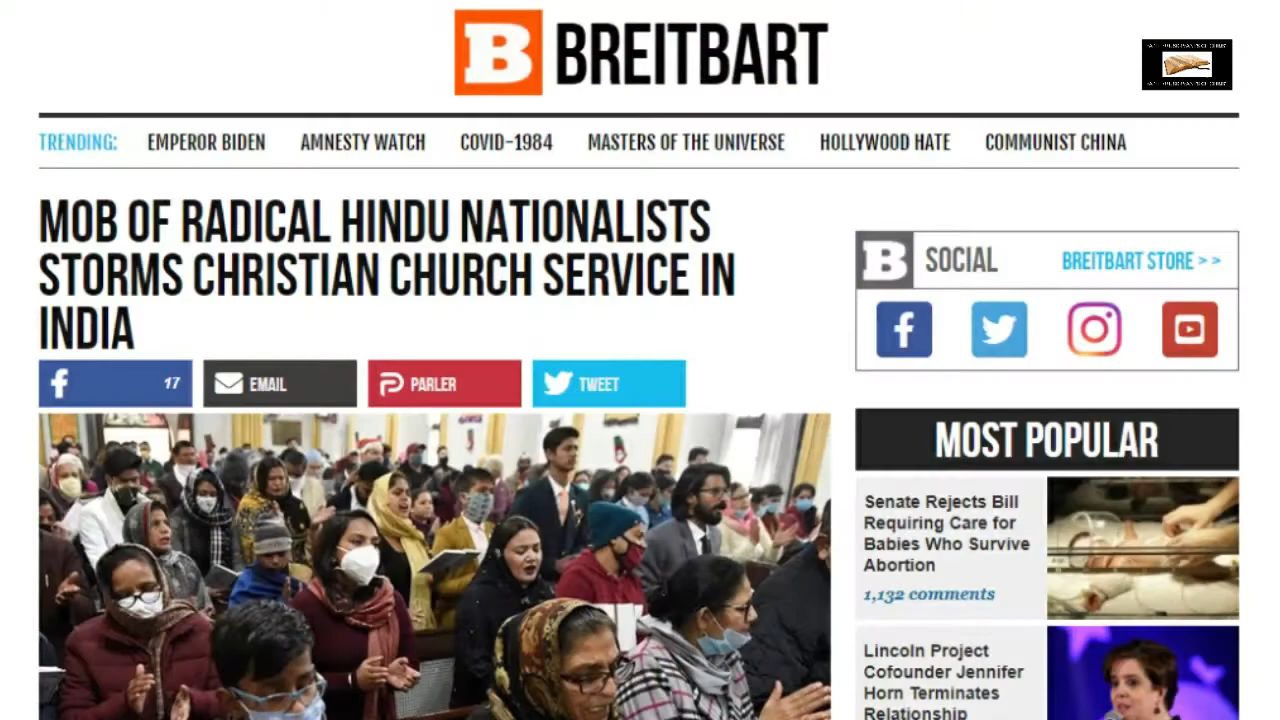 B BREITBART
TRENDING: EMPEROR BIDEN AMNESTY WATCH COVID-1984 MASTERS OF THE UNIVERSE HOLLYWOOD HATE COMMUNIST CHINA
MOB OF RADICAL HINDU NATIONALISTS
STORMS CHRISTIAN CHURCH SERVICE IN
INDIA
17 EMAIL PARLER TWEET
B SOCIAL BREITBART STORE > >
MOST POPULAR
Senate Rejects Bill
Requiring Care for
Babies Who Survive
Abortion
1,132 comments
Lincoln Project
Cofounder Jennifer
Horn Terminates
Relationship